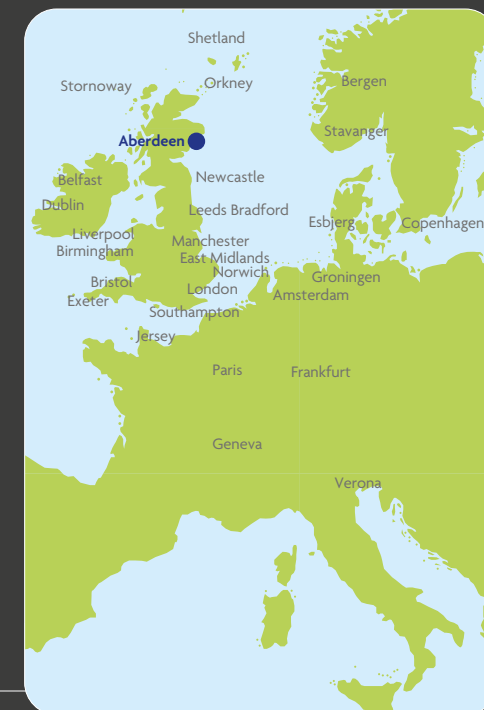 Shetland
Orkney
Stornoway
Bergen
Stavanger
Aberdeen
Newcastle
Belfast
Dublin
Leeds Bradford
Esbjerg
Copenhagen
Liverpool
Manchester
Birmingham
East Midlands
Norwich
Groningen
Bristol
London
Amsterdam
Exeter
Southampton
Jersey
Paris
Frankfurt
Geneva
Verona